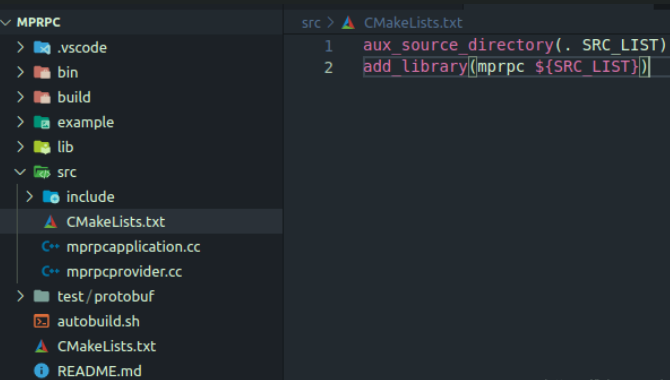 MPRPC
.vscode
bin
build
example
lib
src
include
CMakeLists.txt
mprpcapplication.cc
mprpcprovider.cc
test/protobuf
autobuild.sh
CMakeLists.txt
README.md
src > CMakeLists.txt
1 aux_source_directory(. SRC_LIST)
2 add_library(mprpc ${SRC_LIST})